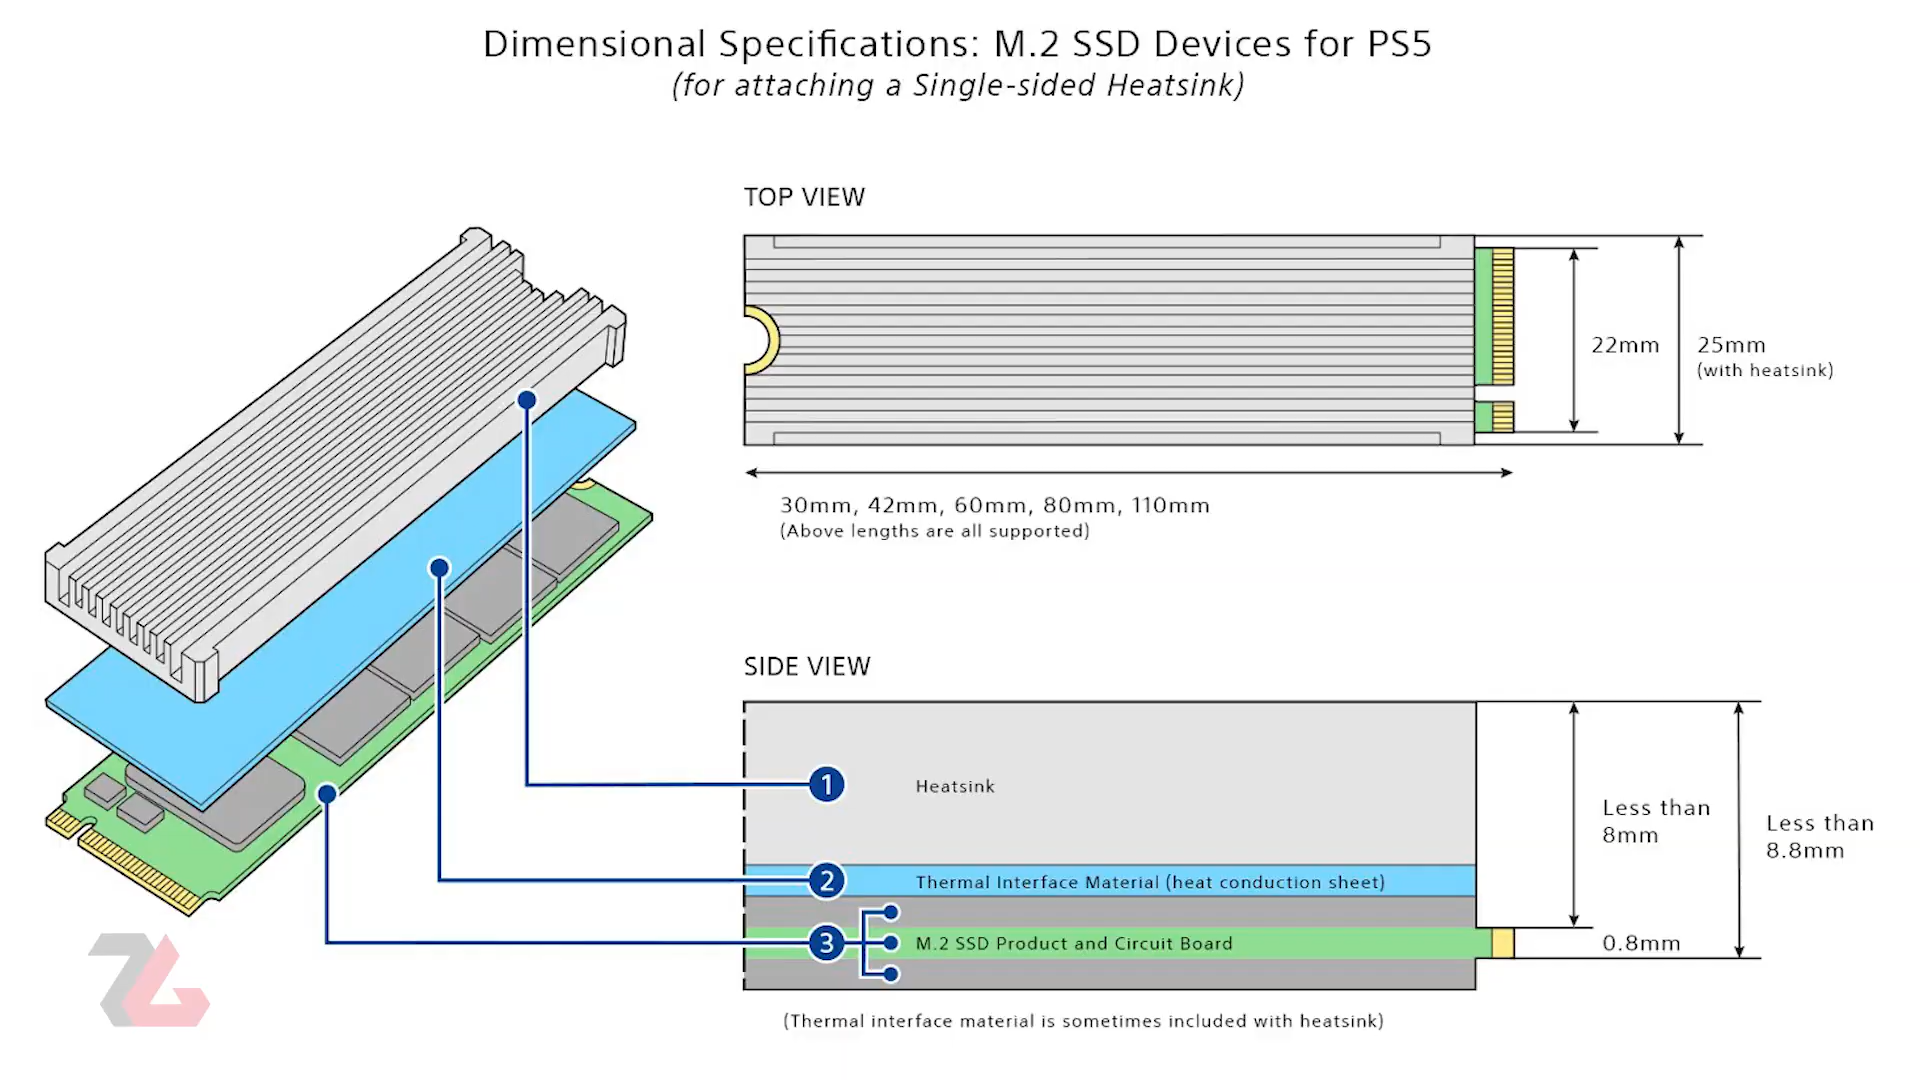 Dimensional Specifications: M.2 SSD Devices for PS5
(for attaching a Single-sided Heatsink)
TOP VIEW
22mm
25mm
(with heatsink)
30mm, 42mm, 60mm, 80mm, 110mm
(Above lengths are all supported)
SIDE VIEW
1 Heatsink
Less than
8mm
Less than
8.8mm
2 Thermal Interface Material (heat conduction sheet)
3 M.2 SSD Product and Circuit Board
0.8mm
(Thermal interface material is sometimes included with heatsink)